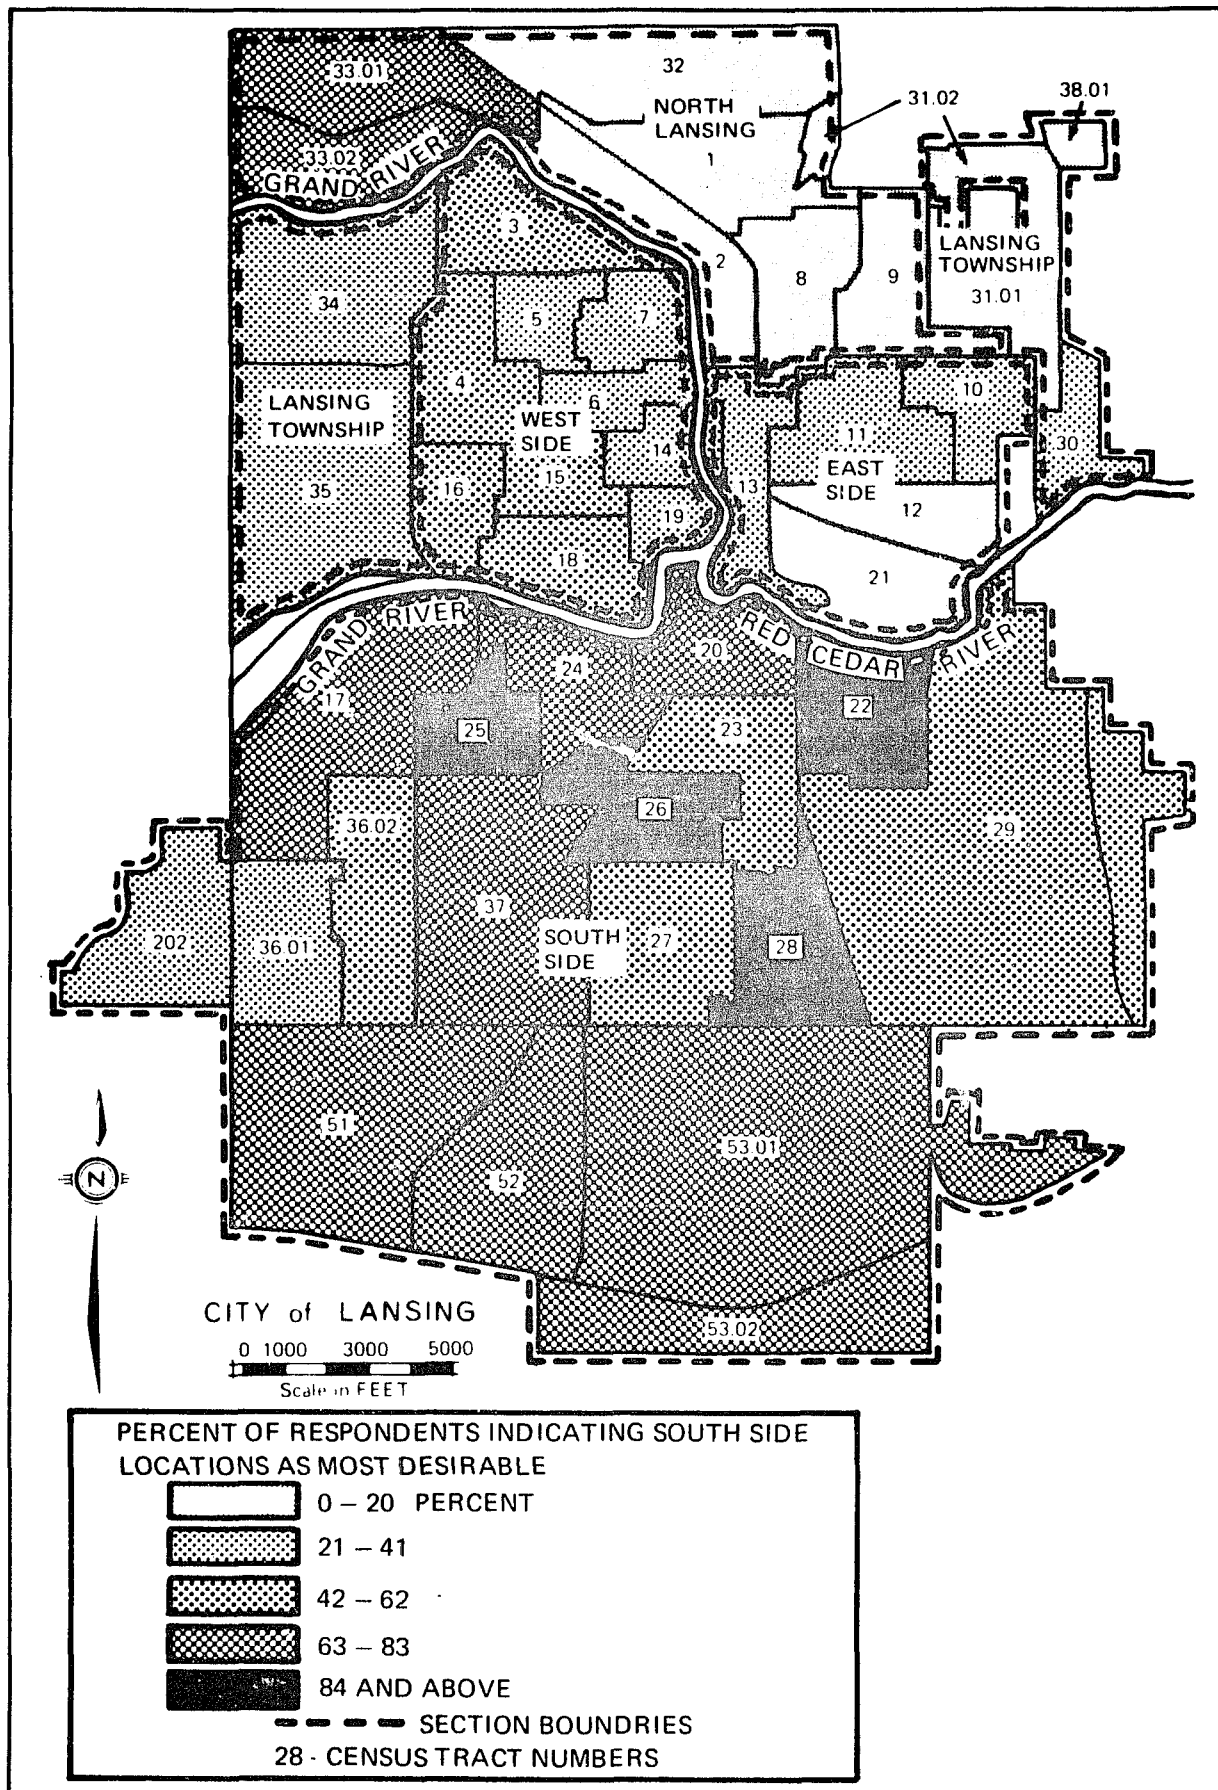 33.01
32
38.01
31.02
NORTH
LANSING
1
33.02
GRAND RIVER
3
2
8
9
LANSING
TOWNSHIP
31.01
34
5
7
4
6
10
LANSING
TOWNSHIP
WEST
SIDE
11
EAST
SIDE
30
14
16
15
13
35
12
19
18
21
GRAND RIVER
RED CEDAR RIVER
20
24
17
22
25
23
26
36.02
29
37
202
36.01
SOUTH
SIDE
27
28
51
53.01
52
N
53.02
CITY of LANSING
0 1000 3000 5000
Scale in FEET
PERCENT OF RESPONDENTS INDICATING SOUTH SIDE
LOCATIONS AS MOST DESIRABLE
0 – 20 PERCENT
21 – 41
42 – 62
63 – 83
84 AND ABOVE
SECTION BOUNDRIES
28 - CENSUS TRACT NUMBERS